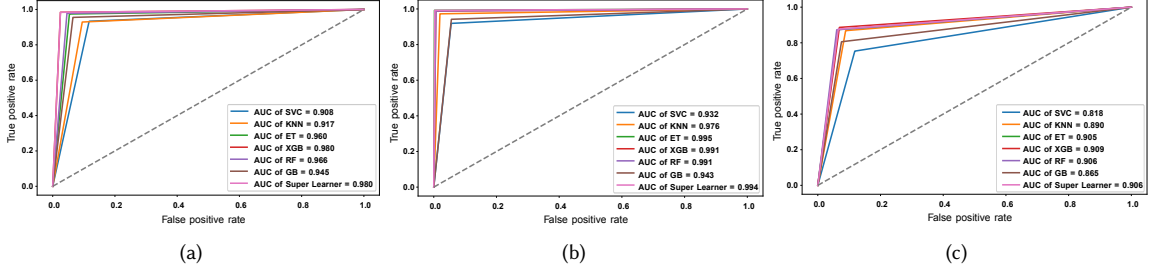 1.0
0.8
0.6
0.4
0.2
0.0
True positive rate
AUC of SVC = 0.908
AUC of KNN = 0.917
AUC of ET = 0.960
AUC of XGB = 0.980
AUC of RF = 0.966
AUC of GB = 0.945
AUC of Super Learner = 0.980
0.0 0.2 0.4 0.6 0.8 1.0
False positive rate
(a)
1.0
0.8
0.6
0.4
0.2
0.0
True positive rate
AUC of SVC = 0.932
AUC of KNN = 0.976
AUC of ET = 0.995
AUC of XGB = 0.991
AUC of RF = 0.991
AUC of GB = 0.943
AUC of Super Learner = 0.994
0.0 0.2 0.4 0.6 0.8 1.0
False positive rate
(b)
1.0
0.8
0.6
0.4
0.2
0.0
True positive rate
AUC of SVC = 0.818
AUC of KNN = 0.890
AUC of ET = 0.905
AUC of XGB = 0.909
AUC of RF = 0.906
AUC of GB = 0.865
AUC of Super Learner = 0.906
0.0 0.2 0.4 0.6 0.8 1.0
False positive rate
(c)